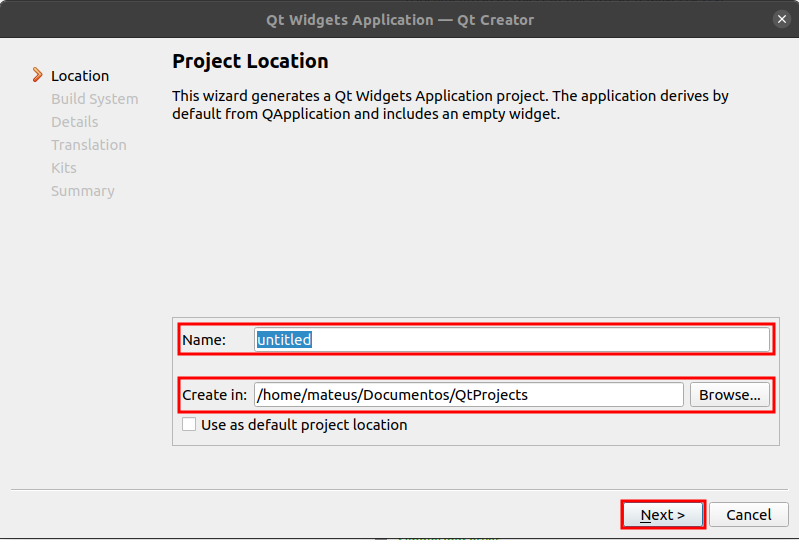 Qt Widgets Application — Qt Creator
Location
Build System
Details
Translation
Kits
Summary
Project Location
This wizard generates a Qt Widgets Application project. The application derives by
default from QApplication and includes an empty widget.
Name: untitled
Create in: /home/mateus/Documentos/QtProjects Browse...
Use as default project location
Next > Cancel